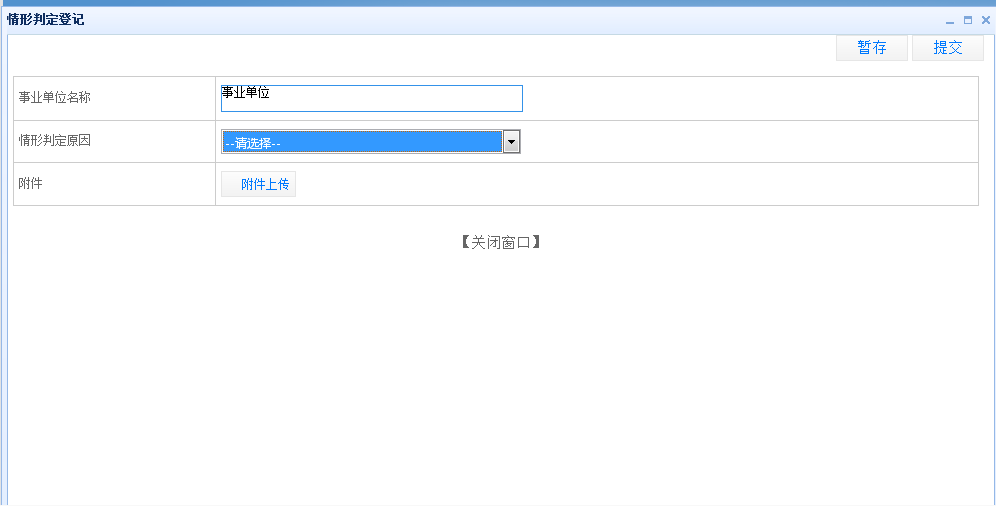 情形判定登记
暂存 提交
事业单位名称 事业单位
情形判定原因 --请选择--
附件 附件上传
【关闭窗口】